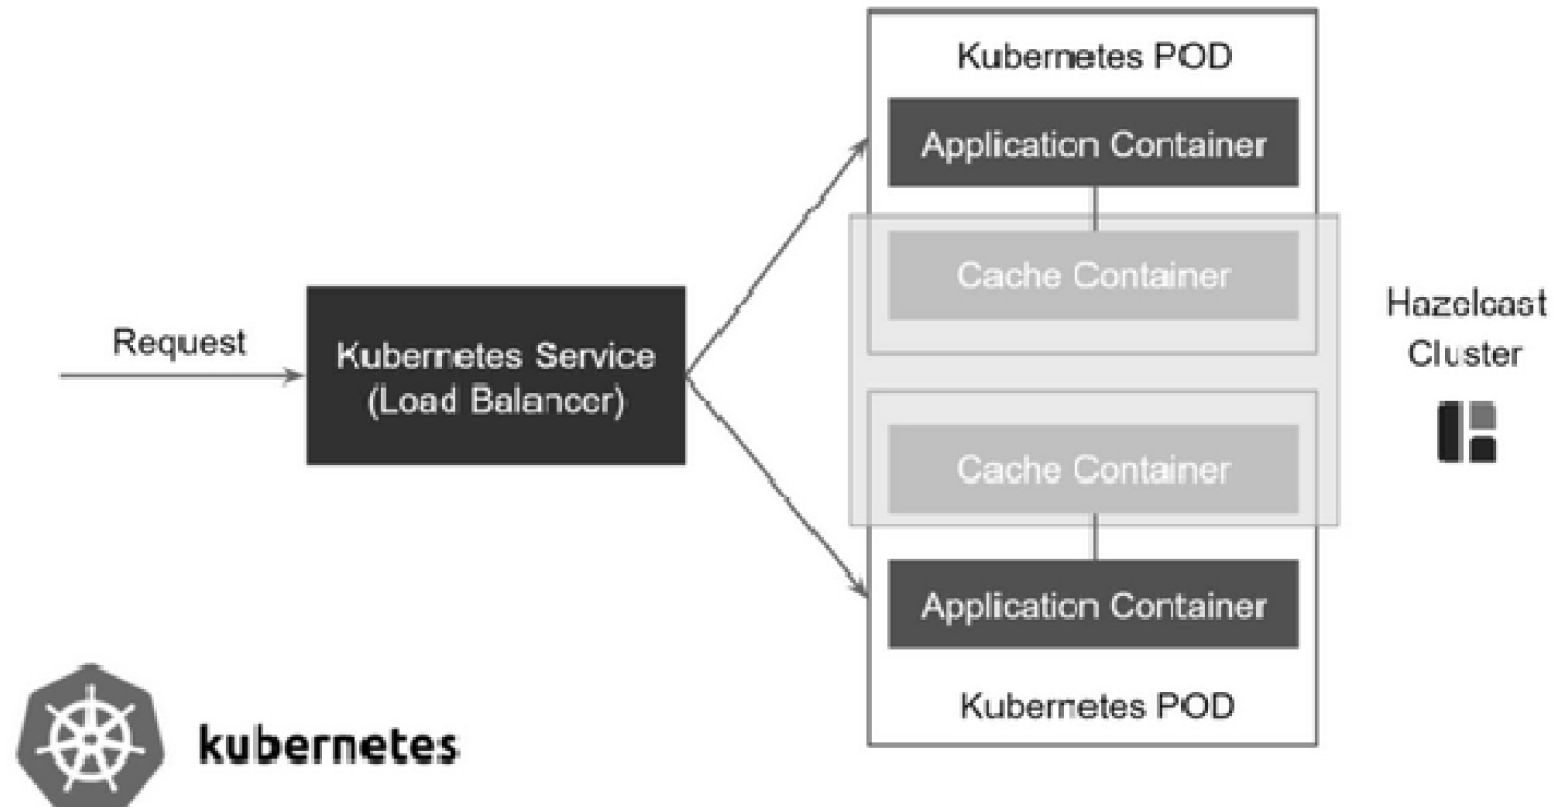 Kubernetes POD
Application Container
Cache Container
Request
Kubernetes Service
(Load Balancer)
Hazelcast
Cluster
Cache Container
Application Container
Kubernetes POD
kubernetes